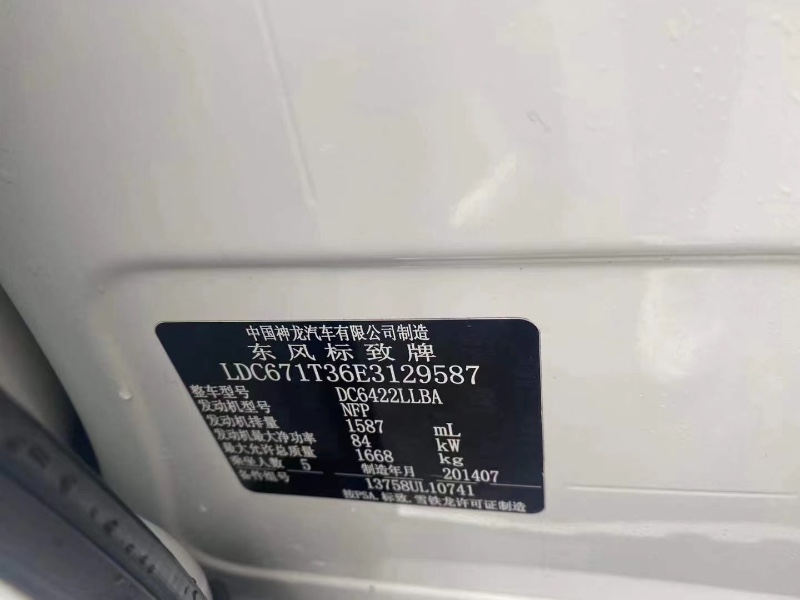 中国神龙汽车有限公司制造
东风标致牌
LDC671T36E3129587
整车型号 DC6422LLBA
发动机型号 NFP
发动机排量 1587 mL
发动机最大净功率 84 kW
最大允许总质量 1668 kg
乘坐人数 5 制造年月 201407
备件组号 13758UL10741
按PSA.标致.雪铁龙许可证制造